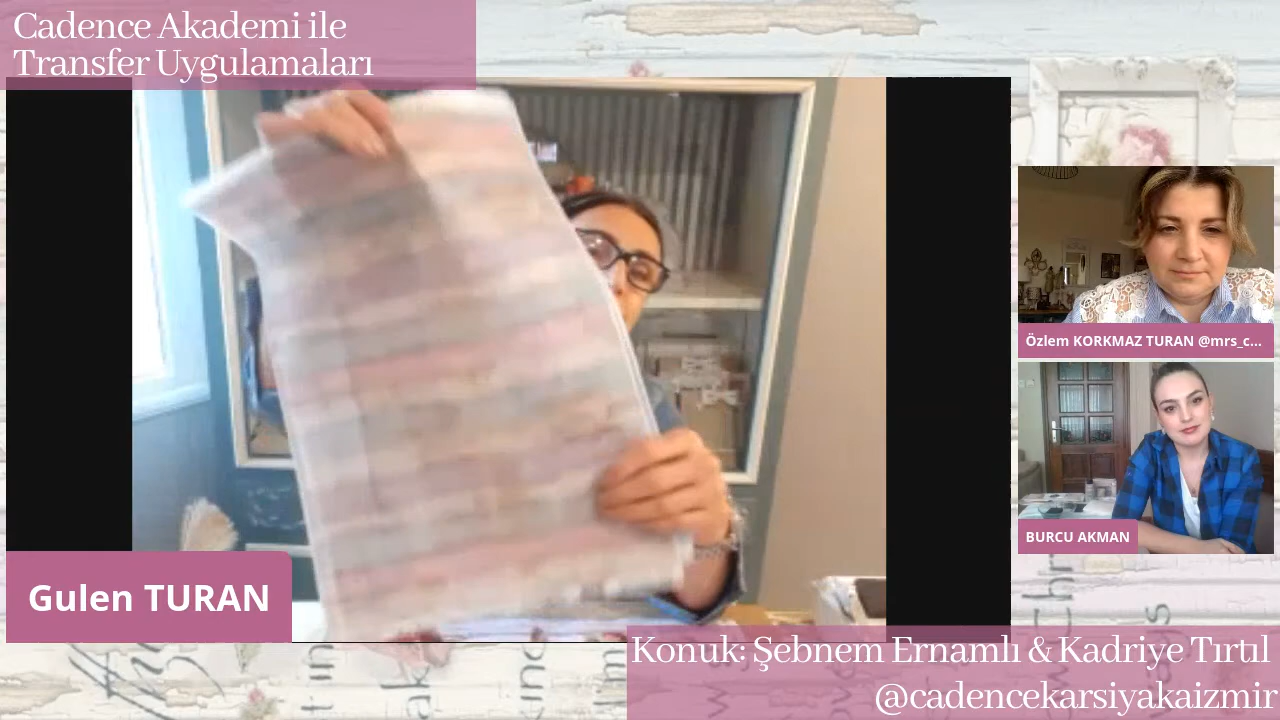 Cadence Akademi ile
Transfer Uygulamaları
Özlem KORKMAZ TURAN @mrs_c...
BURCU AKMAN
Gulen TURAN
Konuk: Şebnem Ernamlı & Kadriye Tırtıl
@cadencekarsiyakaizmir